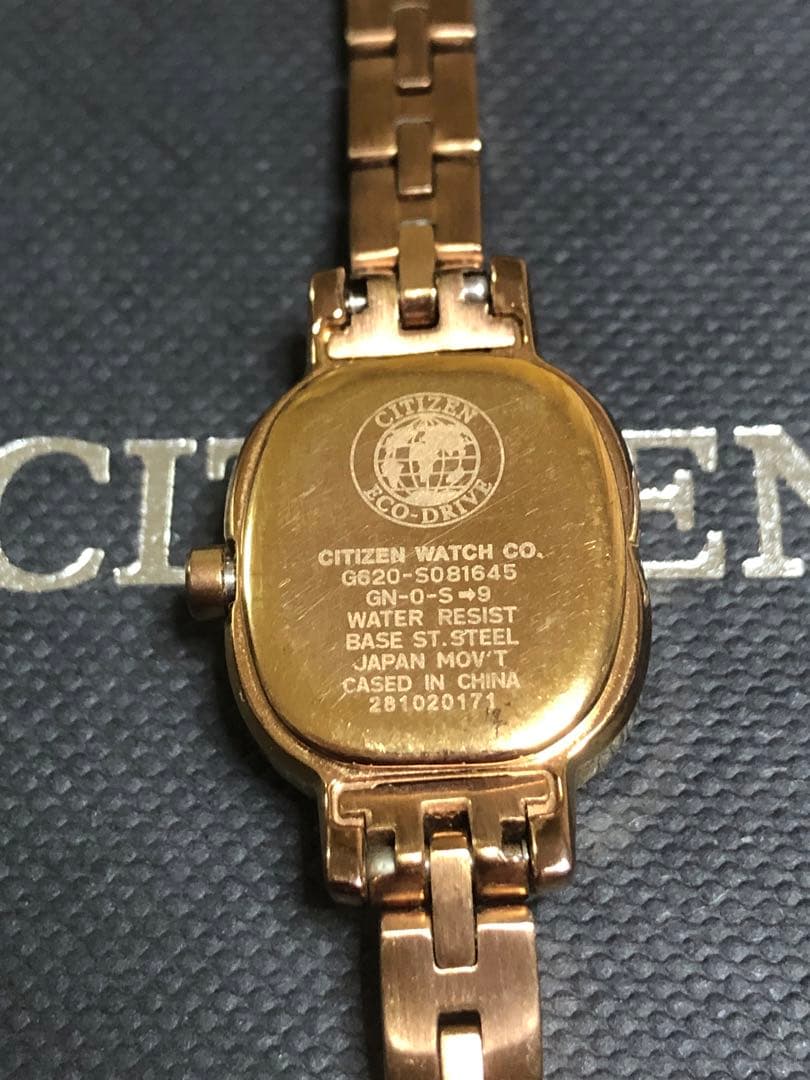 CITIZEN
CITIZEN
ECO-DRIVE
CITIZEN WATCH CO.
G620-S081645
GN-0-S➔9
WATER RESIST
BASE ST. STEEL
JAPAN MOV'T
CASED IN CHINA
281020171